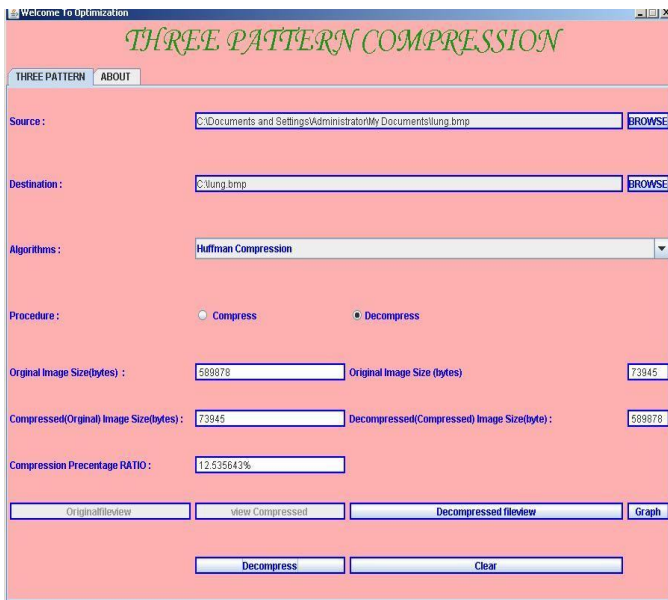 Welcome To Optimization
THREE PATTERN COMPRESSION
THREE PATTERN ABOUT
Source : C:\Documents and Settings\Administrator\My Documents\lung.bmp BROWSE
Destination : C:\lung.bmp BROWSE
Algorithms : Huffman Compression
Procedure : Compress Decompress
Orginal Image Size(bytes) : 589878 Original Image Size (bytes) 73945
Compressed(Orginal) Image Size(bytes) : 73945 Decompressed(Compressed) Image Size(byte) : 589878
Compression Precentage RATIO : 12.535643%
Originalfileview view Compressed Decompressed fileview Graph
Decompress Clear